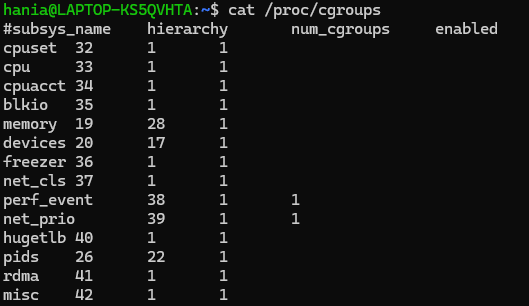 hania@LAPTOP-KS5QVHTA:~$ cat /proc/cgroups
#subsys_name    hierarchy       num_cgroups     enabled
cpuset  32      1       1
cpu     33      1       1
cpuacct 34      1       1
blkio   35      1       1
memory  19      28      1
devices 20      17      1
freezer 36      1       1
net_cls 37      1       1
perf_event      38      1       1
net_prio        39      1       1
hugetlb 40      1       1
pids    26      22      1
rdma    41      1       1
misc    42      1       1